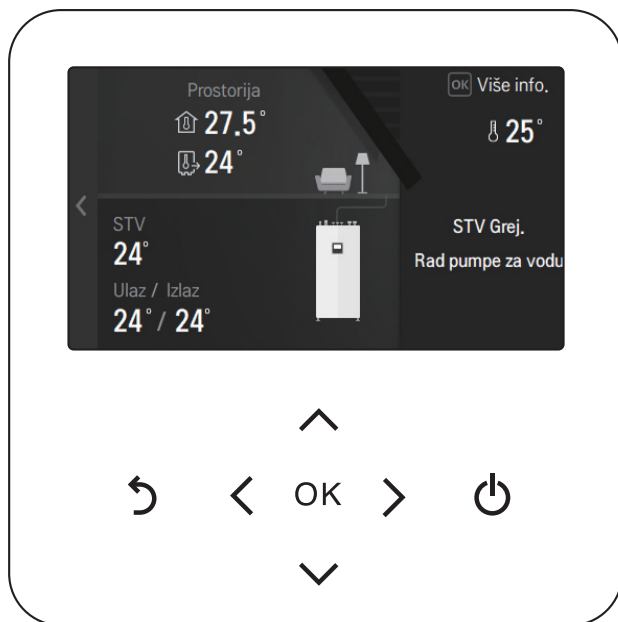 Prostorija
27.5°
24°
STV
24°
Ulaz / Izlaz
24° / 24°
OK Više info.
25°
STV Grej.
Rad pumpe za vodu
OK